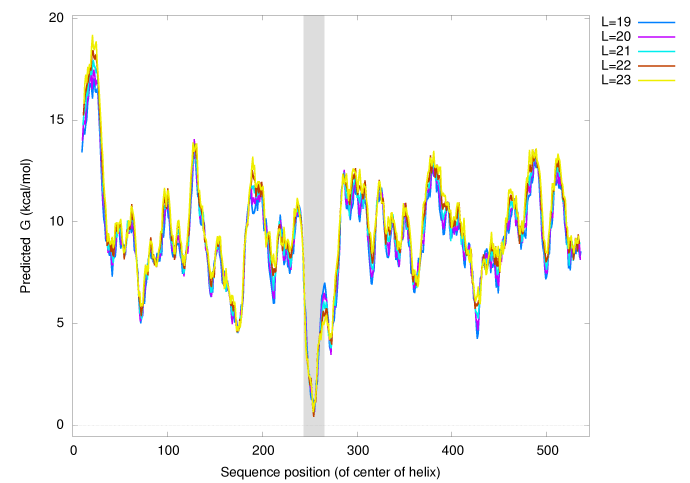 20
15
10
5
0
0
100
200
300
400
500
Predicted  G (kcal/mol)
Sequence position (of center of helix)
L=19
L=20
L=21
L=22
L=23